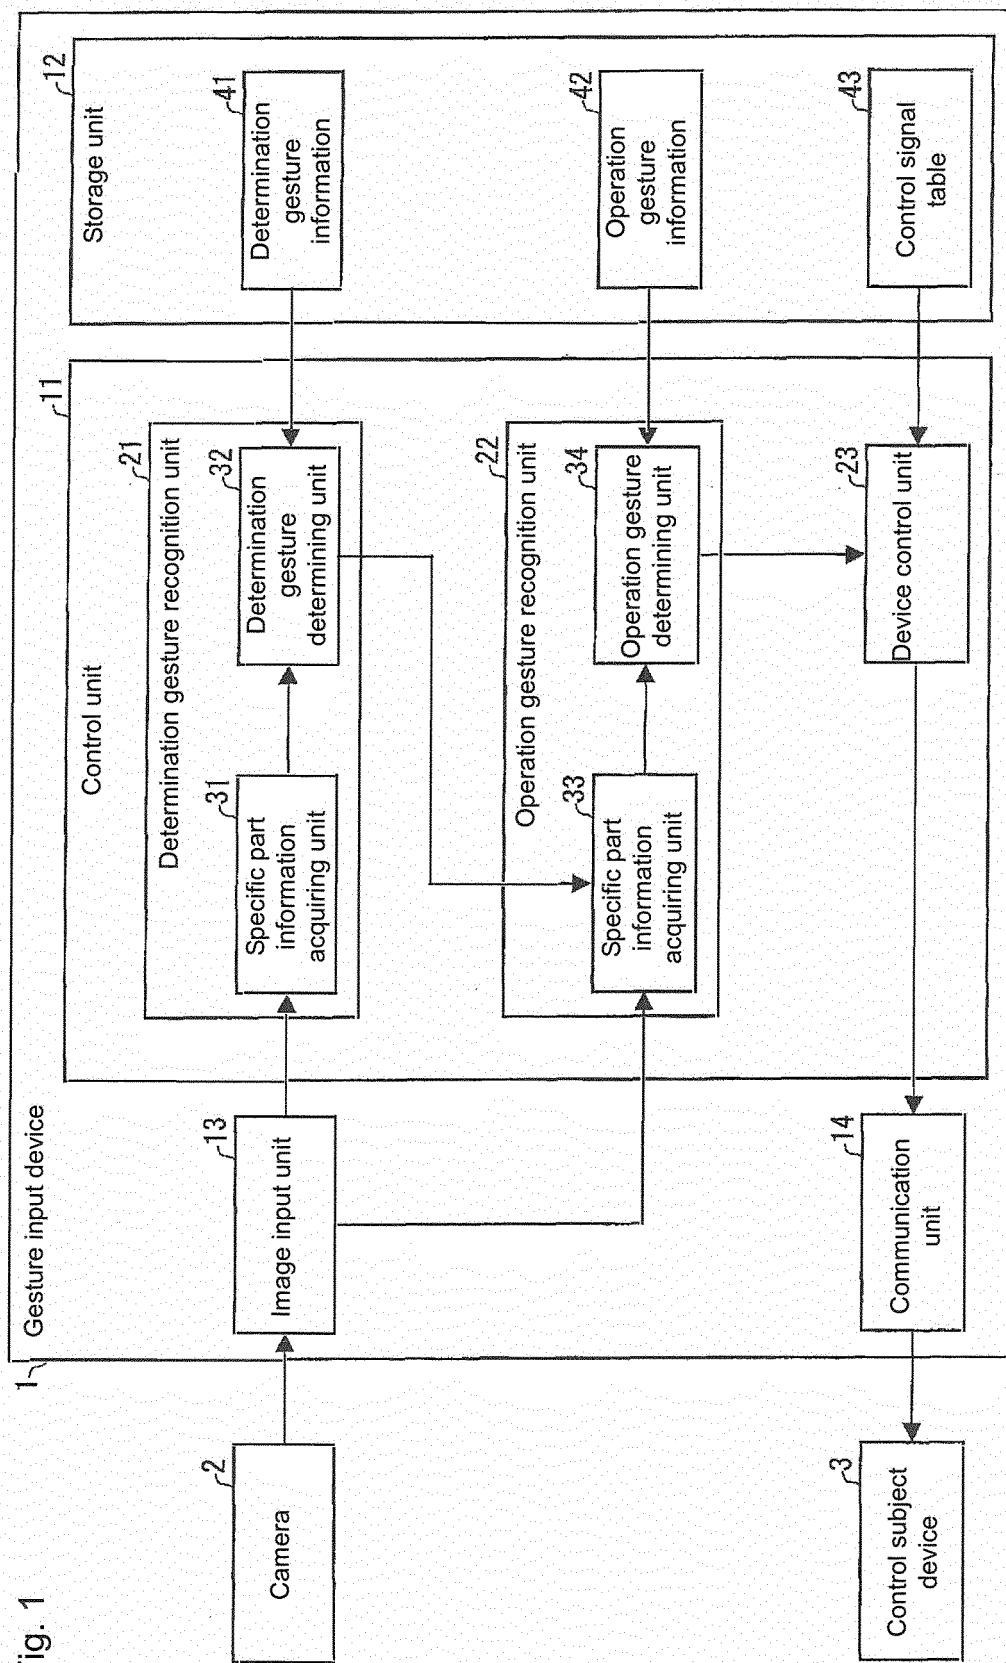 Fig. 1
1
Gesture input device
2
Camera
13
Image input unit
11
Control unit
21
Determination gesture recognition unit
31
Specific part
information
acquiring unit
32
Determination
gesture
determining unit
12
Storage unit
41
Determination
gesture
information
22
Operation gesture recognition unit
33
Specific part
information
acquiring unit
34
Operation gesture
determining unit
42
Operation
gesture
information
3
Control subject
device
14
Communication
unit
23
Device control unit
43
Control signal
table